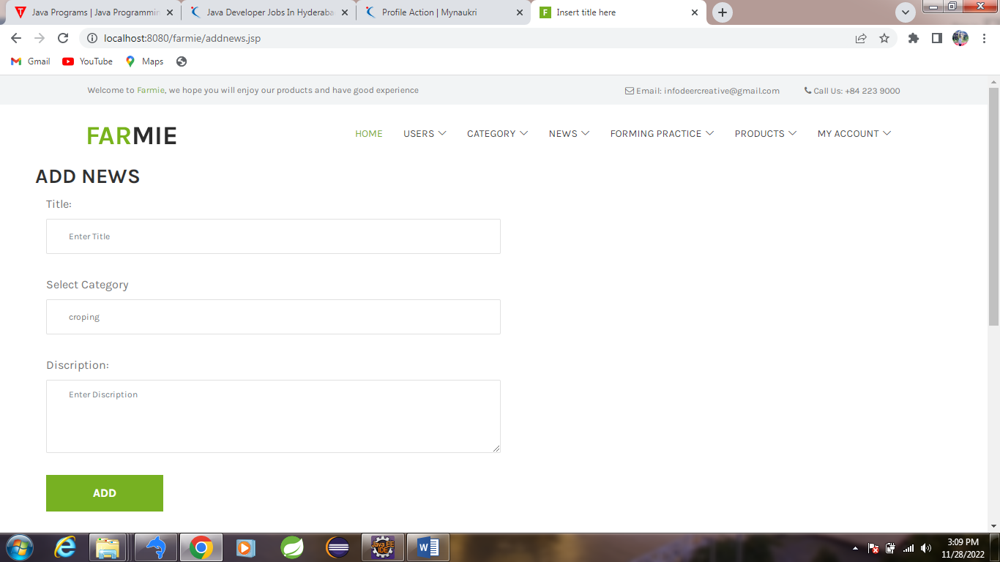 Java Programs | Java Programmin
Java Developer Jobs In Hyderaba
Profile Action | Mynaukri
F Insert title here
localhost:8080/farmie/addnews.jsp
Gmail YouTube Maps
Welcome to Farmie, we hope you will enjoy our products and have good experience
Email: infodeercreative@gmail.com
Call Us: +84 223 9000
FARMIE
HOME USERS CATEGORY NEWS FORMING PRACTICE PRODUCTS MY ACCOUNT
ADD NEWS
Title:
Enter Title
Select Category
croping
Discription:
Enter Discription
ADD
Java EE
IDE
3:09 PM
11/28/2022